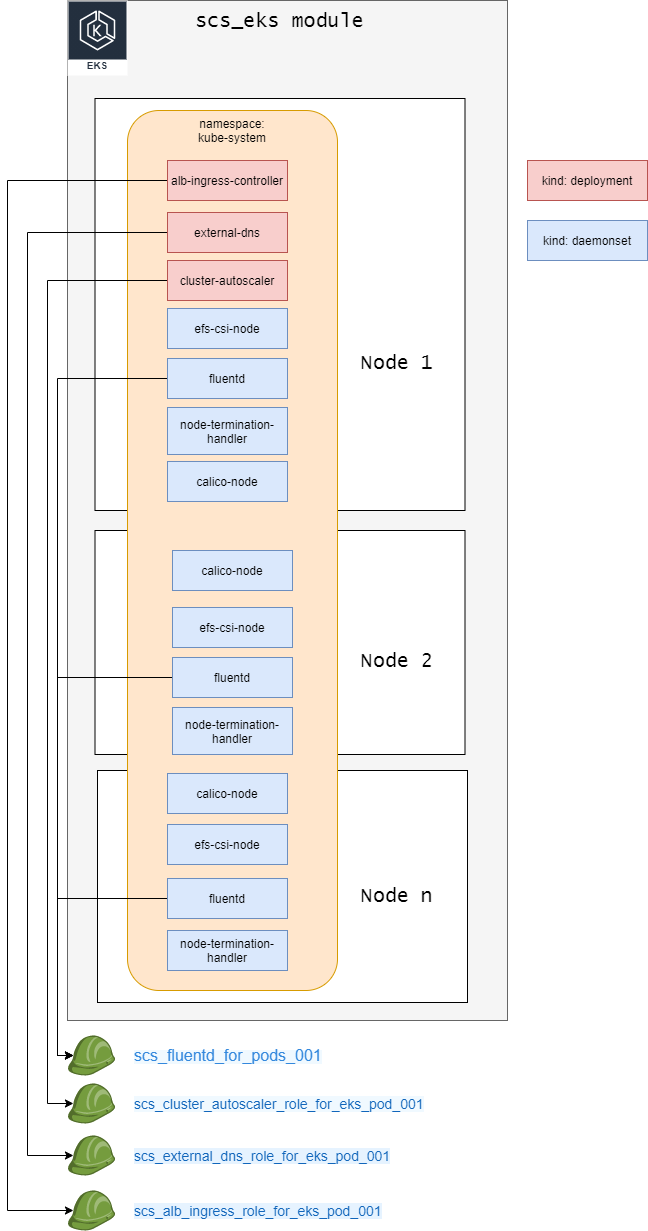 scs_eks module
EKS
namespace:
kube-system
alb-ingress-controller
kind: deployment
external-dns
kind: daemonset
cluster-autoscaler
efs-csi-node
Node 1
fluentd
node-termination-
handler
calico-node
calico-node
efs-csi-node
Node 2
fluentd
node-termination-
handler
calico-node
efs-csi-node
Node n
fluentd
node-termination-
handler
scs_fluentd_for_pods_001
scs_cluster_autoscaler_role_for_eks_pod_001
scs_external_dns_role_for_eks_pod_001
scs_alb_ingress_role_for_eks_pod_001